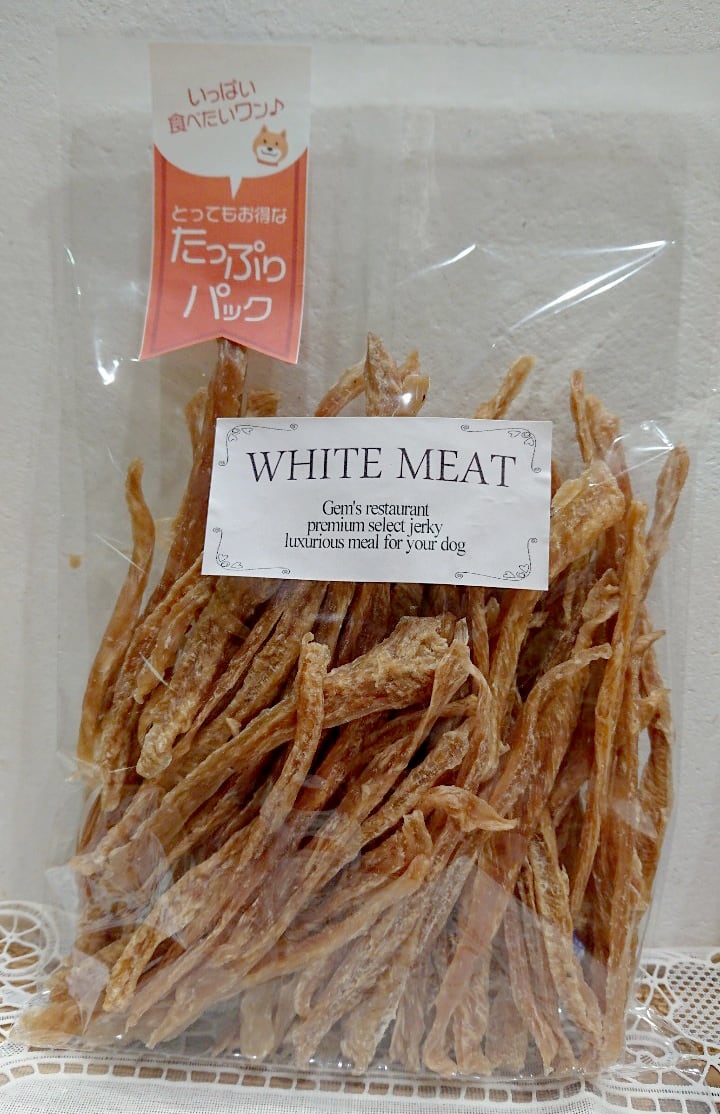 いっぱい
食べたいワン♪
とってもお得な
たっぷり
パック
WHITE MEAT
Gem's restaurant
premium select jerky
luxurious meal for your dog